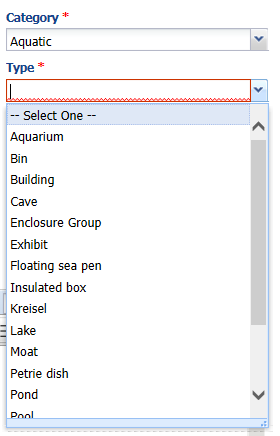 Category *
Aquatic
Type *
-- Select One --
Aquarium
Bin
Building
Cave
Enclosure Group
Exhibit
Floating sea pen
Insulated box
Kreisel
Lake
Moat
Petrie dish
Pond
Pool